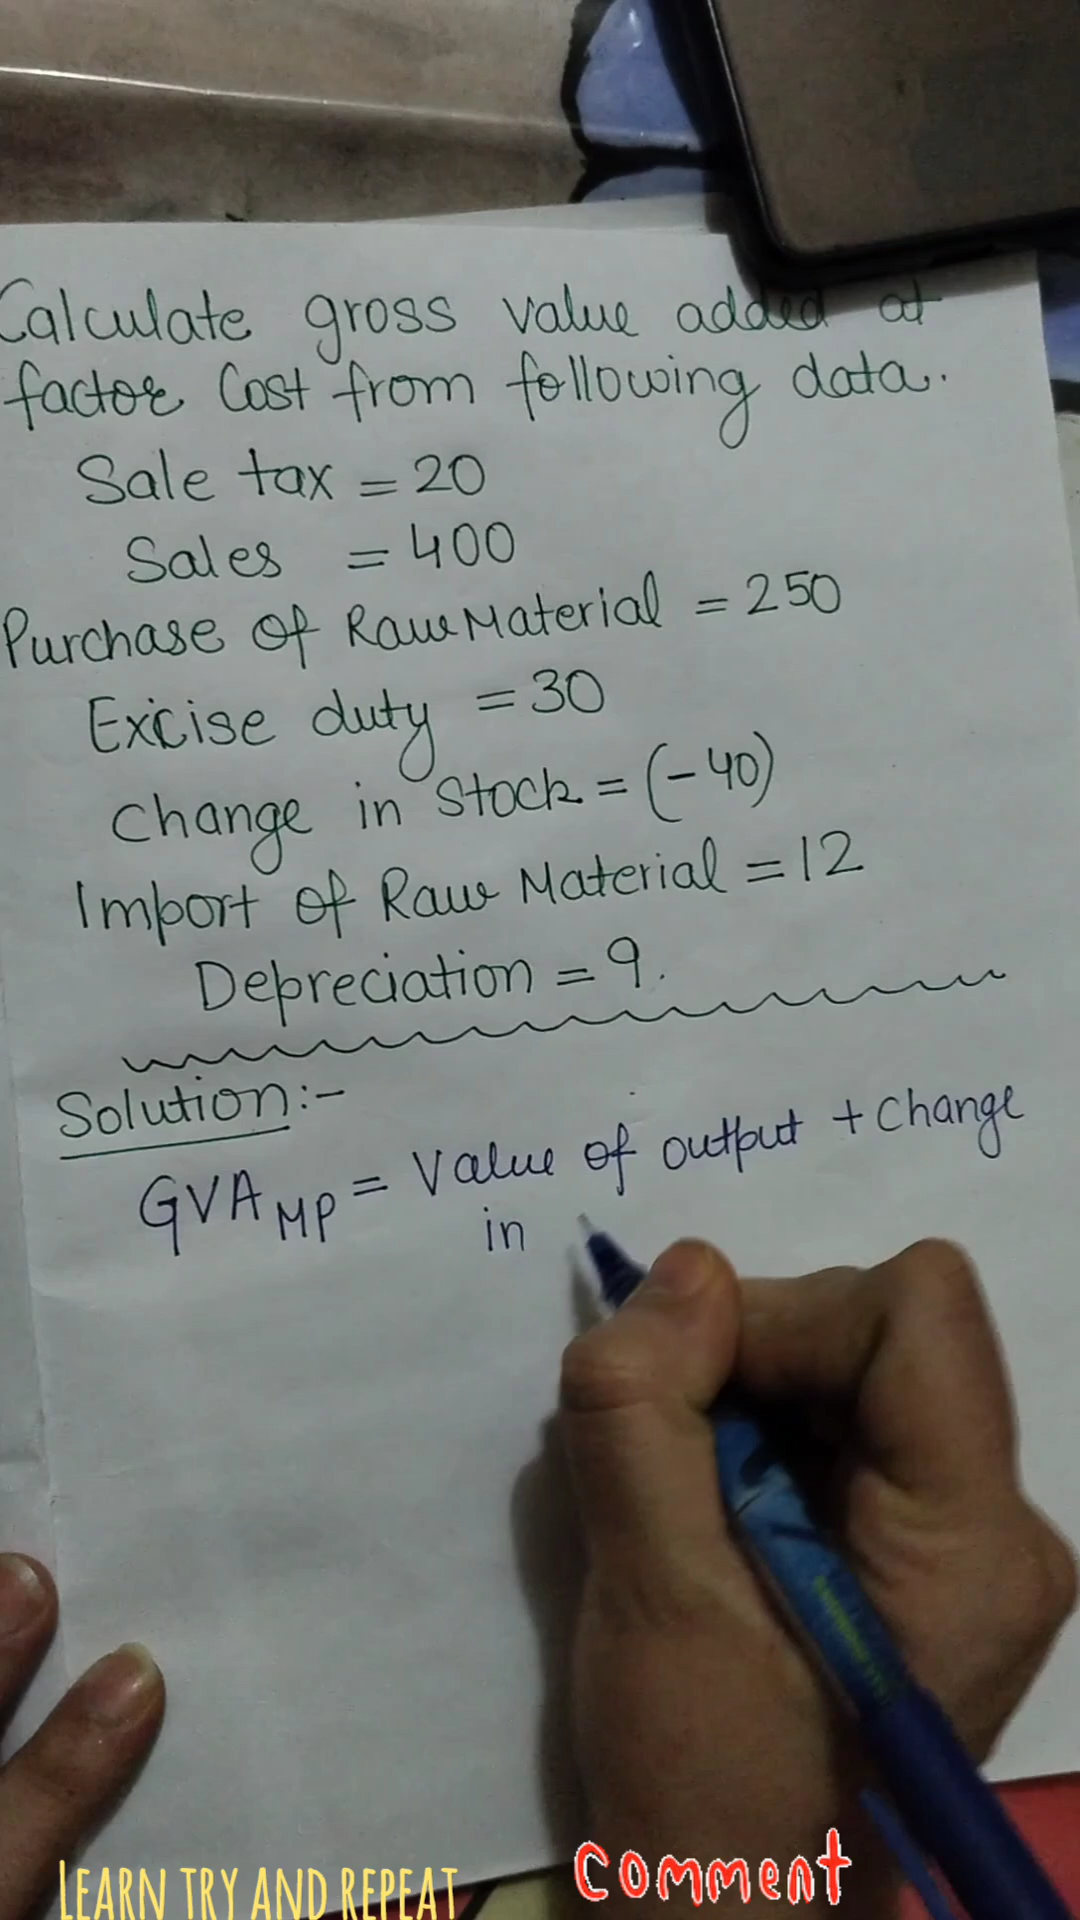 Calculate gross value added at
factor Cost from following data.
Sale tax = 20
Sales = 400
Purchase of Raw Material = 250
Excise duty = 30
Change in Stock = (-40)
Import of Raw Material = 12
Depreciation = 9.
Solution:-
GVA MP = Value of output + Change
in
LEARN TRY AND REPEAT
comment